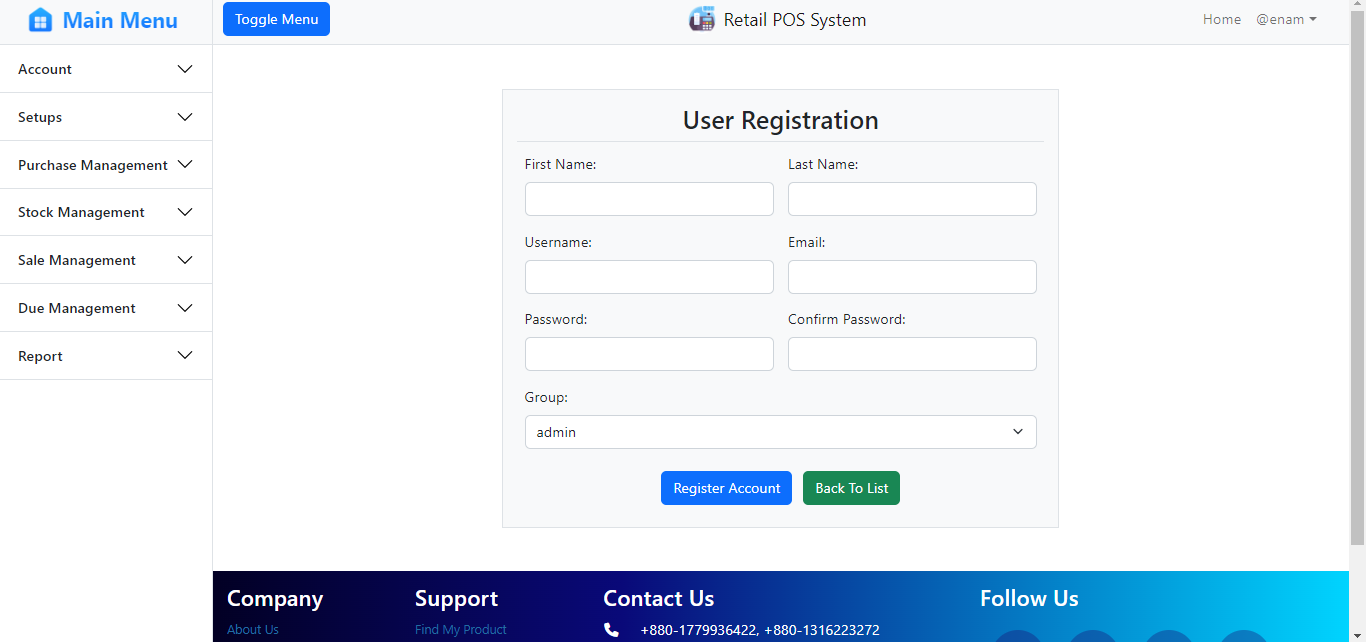 Main Menu
Toggle Menu
Retail POS System
Home
@enam
Account
Setups
Purchase Management
Stock Management
Sale Management
Due Management
Report
User Registration
First Name:
Last Name:
Username:
Email:
Password:
Confirm Password:
Group:
admin
Register Account
Back To List
Company
Support
Contact Us
Follow Us
About Us
Find My Product
+880-1779936422, +880-1316223272